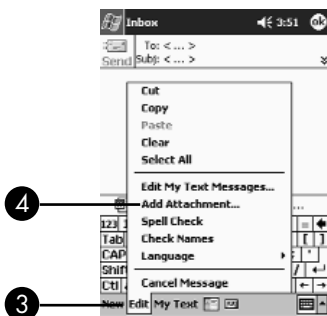 Inbox 3:51 ok
To: < ... >
Send Subj: < ... >
Cut
Copy
Paste
Clear
Select All
Edit My Text Messages...
4 Add Attachment...
Spell Check
Check Names
Language
Cancel Message
123 1 =
Tab [ ]
CAP ; '
Shift /
Ctl
3 New Edit My Text